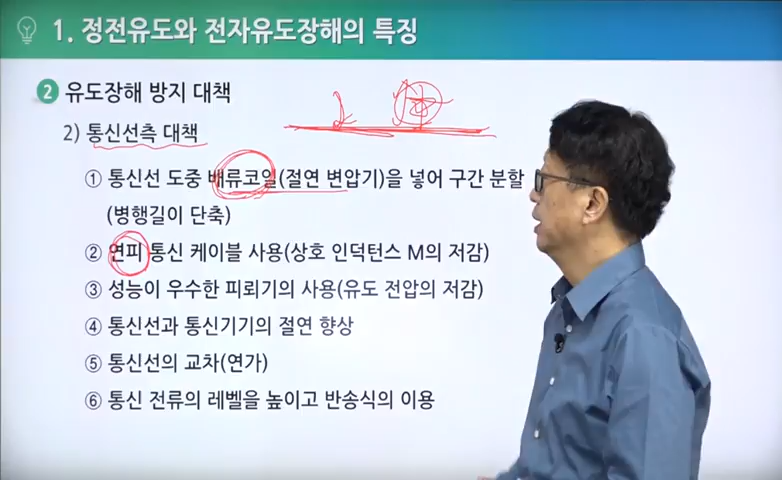 1. 정전유도와 전자유도장해의 특징
2 유도장해 방지 대책
2) 통신선측 대책
① 통신선 도중 배류코일(절연 변압기)을 넣어 구간 분할
(병행길이 단축)
② 연피 통신 케이블 사용(상호 인덕턴스 M의 저감)
③ 성능이 우수한 피뢰기의 사용(유도 전압의 저감)
④ 통신선과 통신기기의 절연 향상
⑤ 통신선의 교차(연가)
⑥ 통신 전류의 레벨을 높이고 반송식의 이용